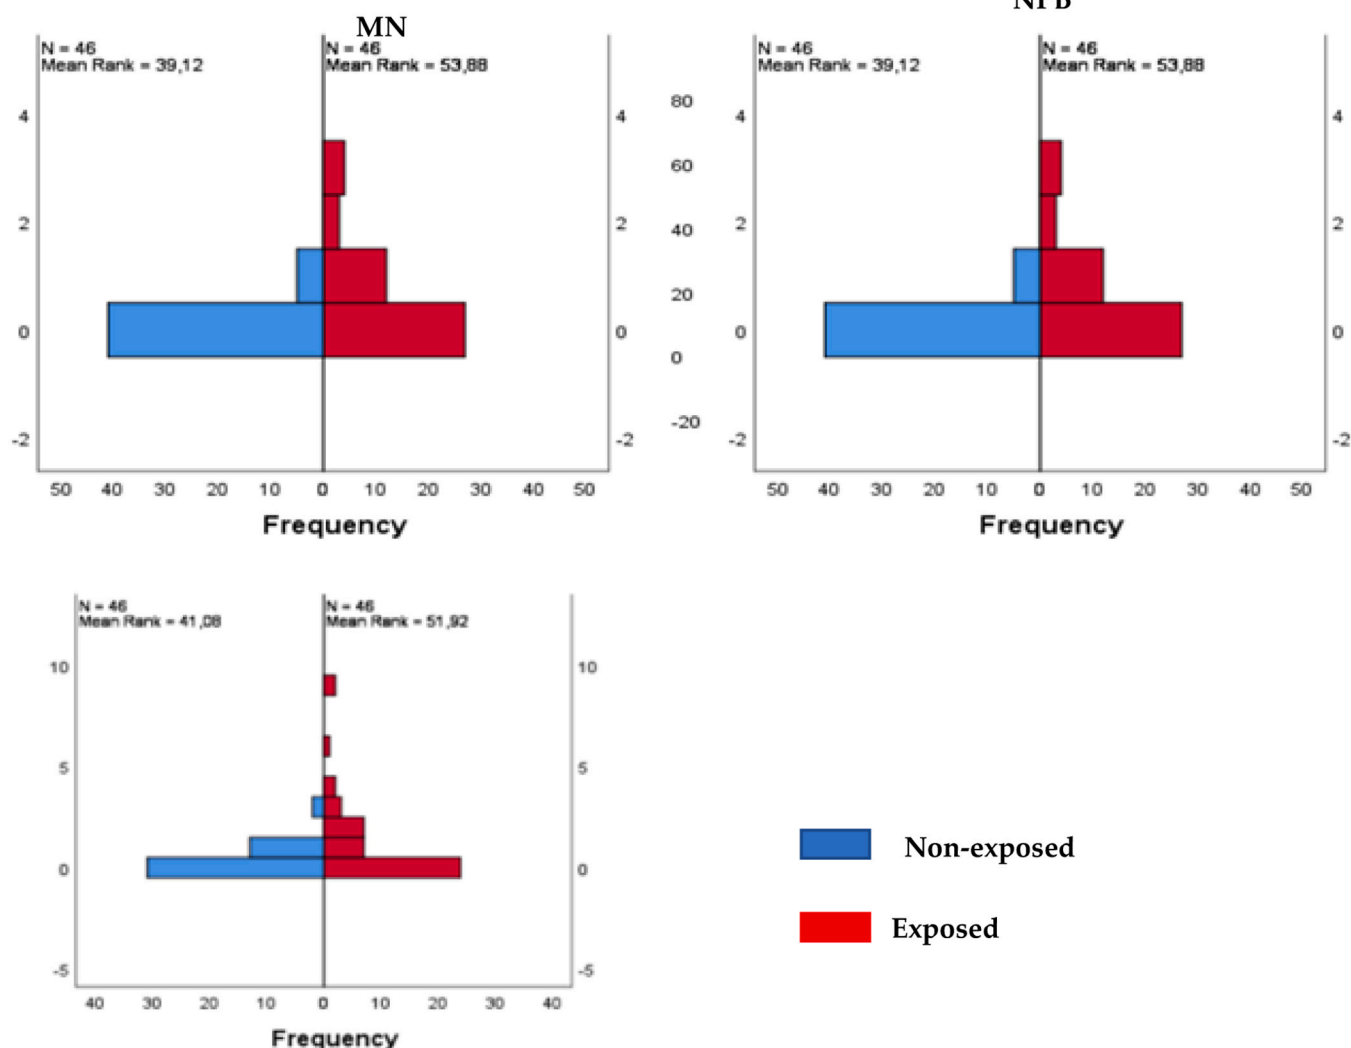 MN
N = 46
Mean Rank = 39,12
N = 46
Mean Rank = 53,88
4
2
0
-2
4
2
0
-2
50 40 30 20 10 0 10 20 30 40 50
Frequency
80
60
40
20
0
-20
N = 46
Mean Rank = 39,12
N = 46
Mean Rank = 53,88
4
2
0
-2
4
2
0
-2
50 40 30 20 10 0 10 20 30 40 50
Frequency
N = 46
Mean Rank = 41,08
N = 46
Mean Rank = 51,92
10
5
0
-5
10
5
0
-5
40 30 20 10 0 10 20 30 40
Frequency
Non-exposed
Exposed